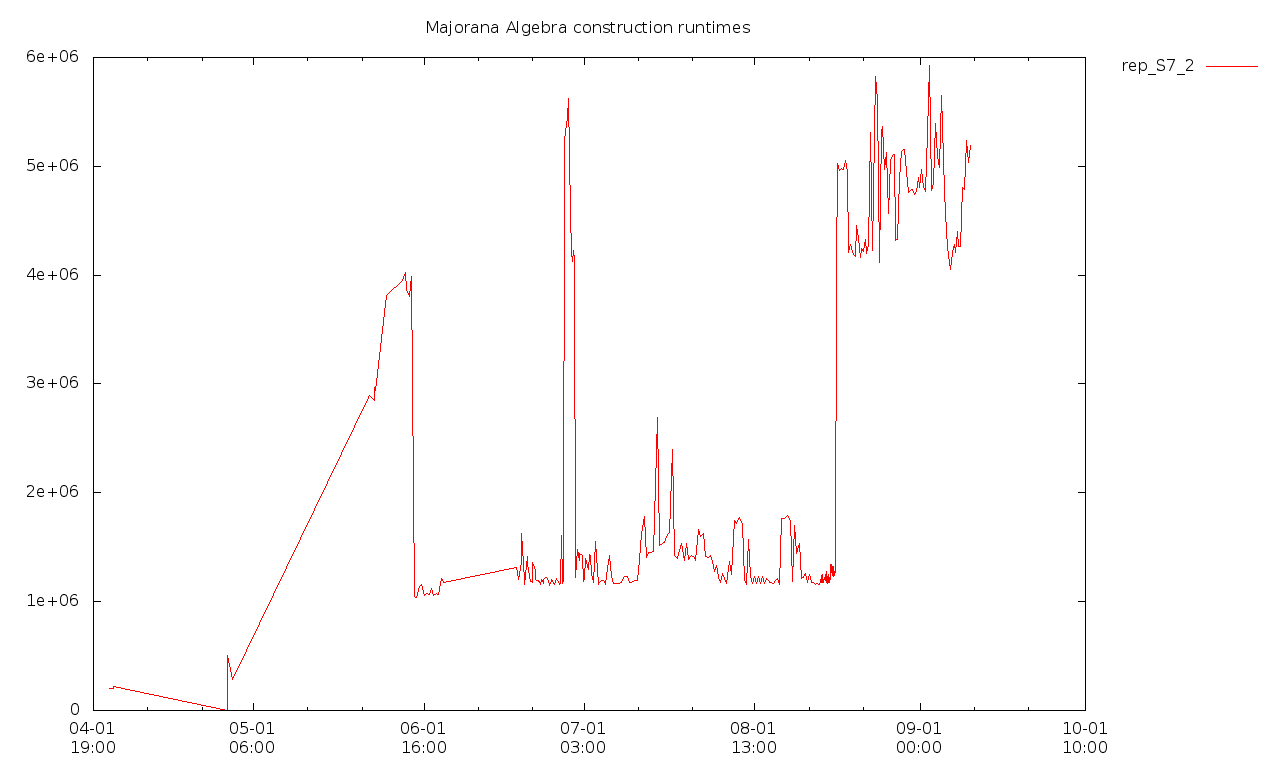 Majorana Algebra construction runtimes
rep_S7_2
6e+06
5e+06
4e+06
3e+06
2e+06
1e+06
0
04-01 05-01 06-01 07-01 08-01 09-01 10-01
19:00 06:00 16:00 03:00 13:00 00:00 10:00